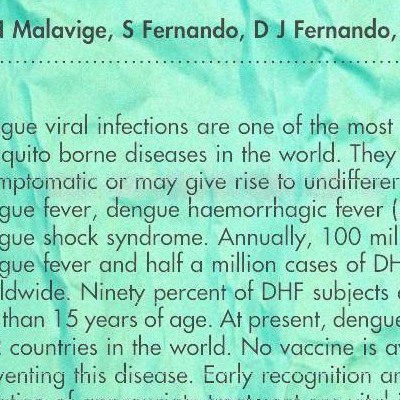 Malavige, S Fernando, D J Fernando,
gue viral infections are one of the most
quito borne diseases in the world. They
mptomatic or may give rise to undifferen
gue fever, dengue haemorrhagic fever (
gue shock syndrome. Annually, 100 mil
gue fever and half a million cases of DH
ldwide. Ninety percent of DHF subjects
than 15 years of age. At present, dengue
countries in the world. No vaccine is av
venting this disease. Early recognition an